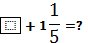 □ + 1 1/5 = ?